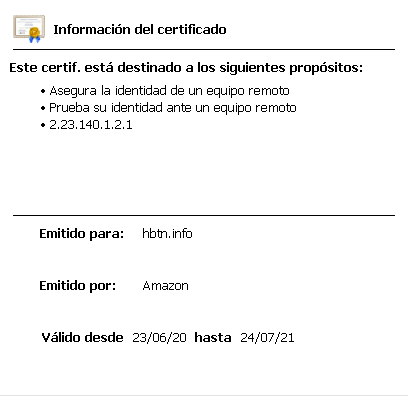 Información del certificado
Este certif. está destinado a los siguientes propósitos:
• Asegura la identidad de un equipo remoto
• Prueba su identidad ante un equipo remoto
• 2.23.140.1.2.1
Emitido para: hbtn.info
Emitido por: Amazon
Válido desde 23/06/20 hasta 24/07/21